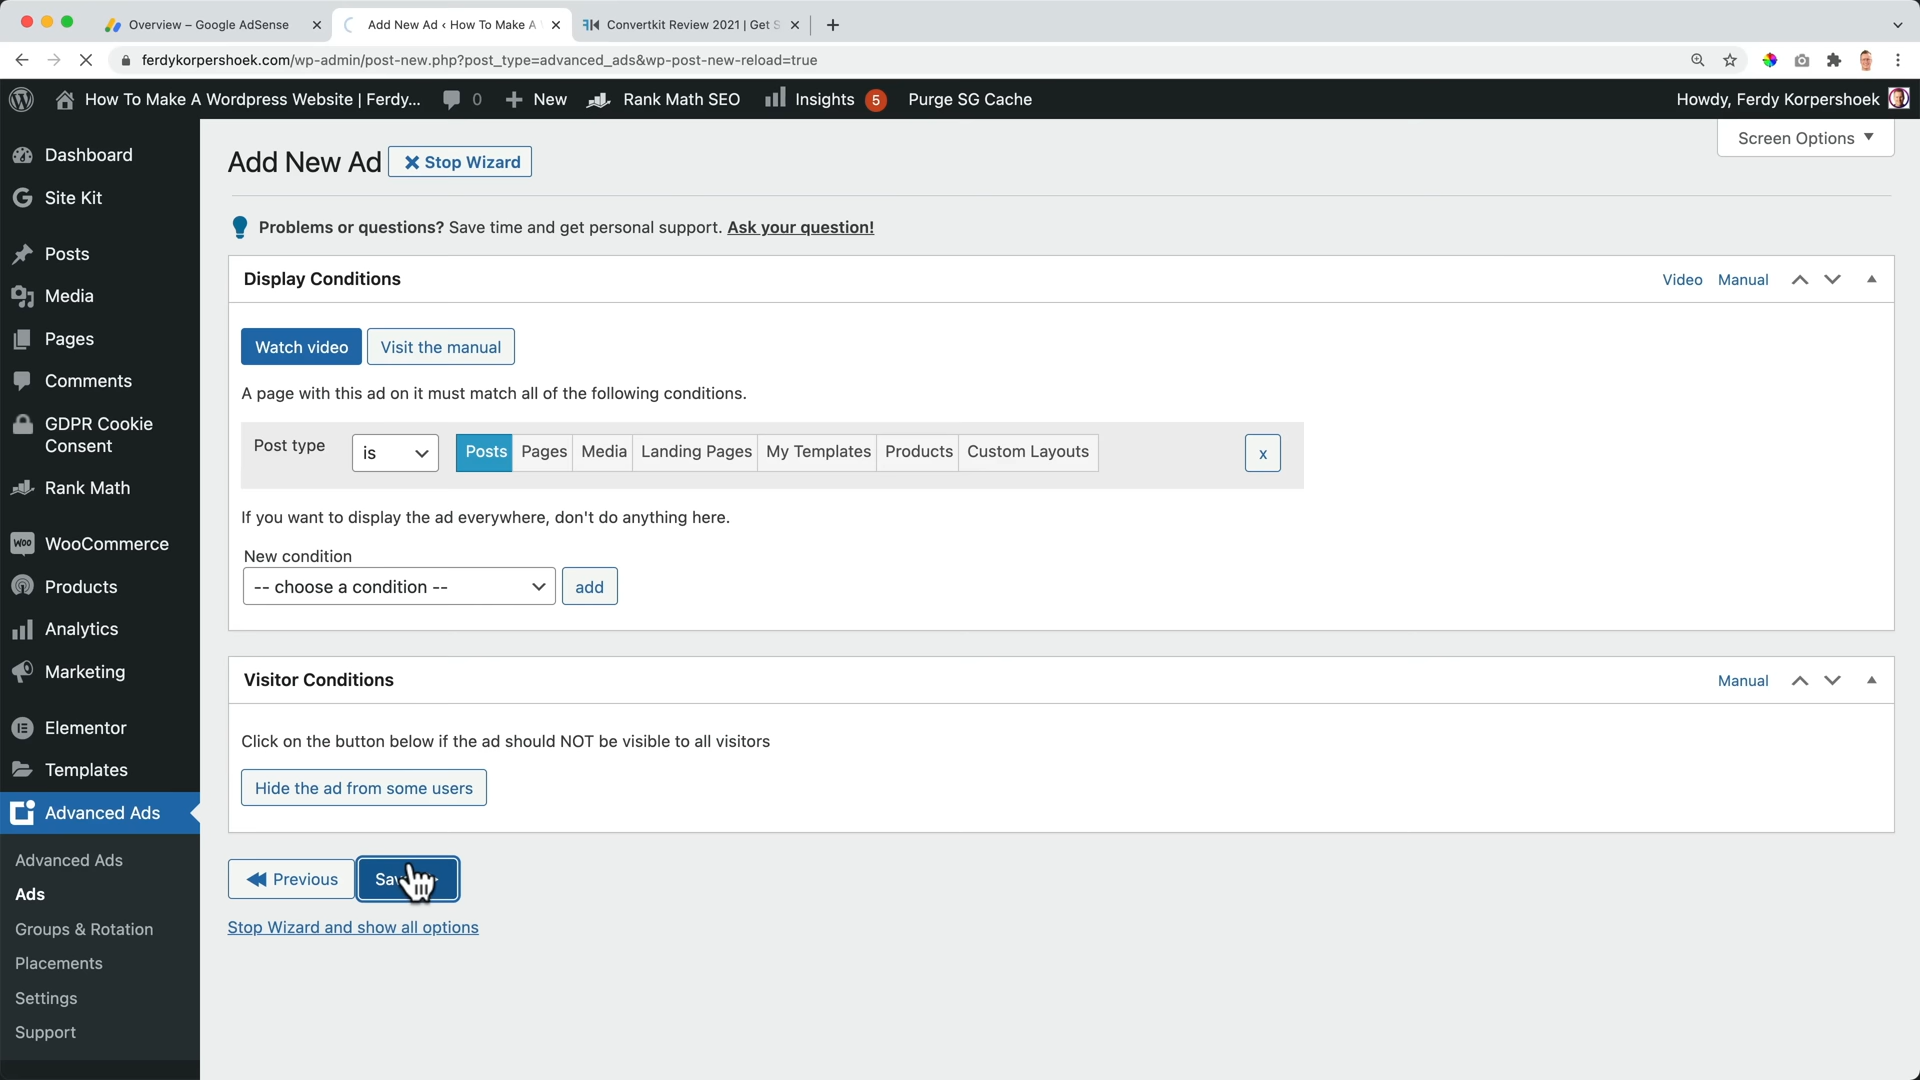 Overview – Google AdSense
Add New Ad ‹ How To Make A
Convertkit Review 2021 | Get S
ferdykorpershoek.com/wp-admin/post-new.php?post_type=advanced_ads&wp-post-new-reload=true
How To Make A Wordpress Website | Ferdy...
0
New
Rank Math SEO
Insights 5
Purge SG Cache
Howdy, Ferdy Korpershoek
Screen Options
Dashboard
Site Kit
Posts
Media
Pages
Comments
GDPR Cookie
Consent
Rank Math
WooCommerce
Products
Analytics
Marketing
Elementor
Templates
Advanced Ads
Advanced Ads
Ads
Groups & Rotation
Placements
Settings
Support
Add New Ad
Stop Wizard
Problems or questions? Save time and get personal support. Ask your question!
Display Conditions
Video Manual
Watch video
Visit the manual
A page with this ad on it must match all of the following conditions.
Post type is Posts Pages Media Landing Pages My Templates Products Custom Layouts x
If you want to display the ad everywhere, don't do anything here.
New condition
-- choose a condition -- add
Visitor Conditions
Manual
Click on the button below if the ad should NOT be visible to all visitors
Hide the ad from some users
Previous
Stop Wizard and show all options